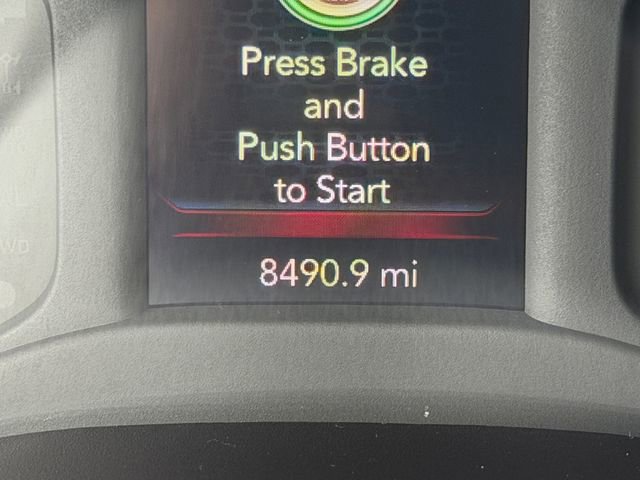 Press Brake
and
Push Button
to Start
8490.9 mi